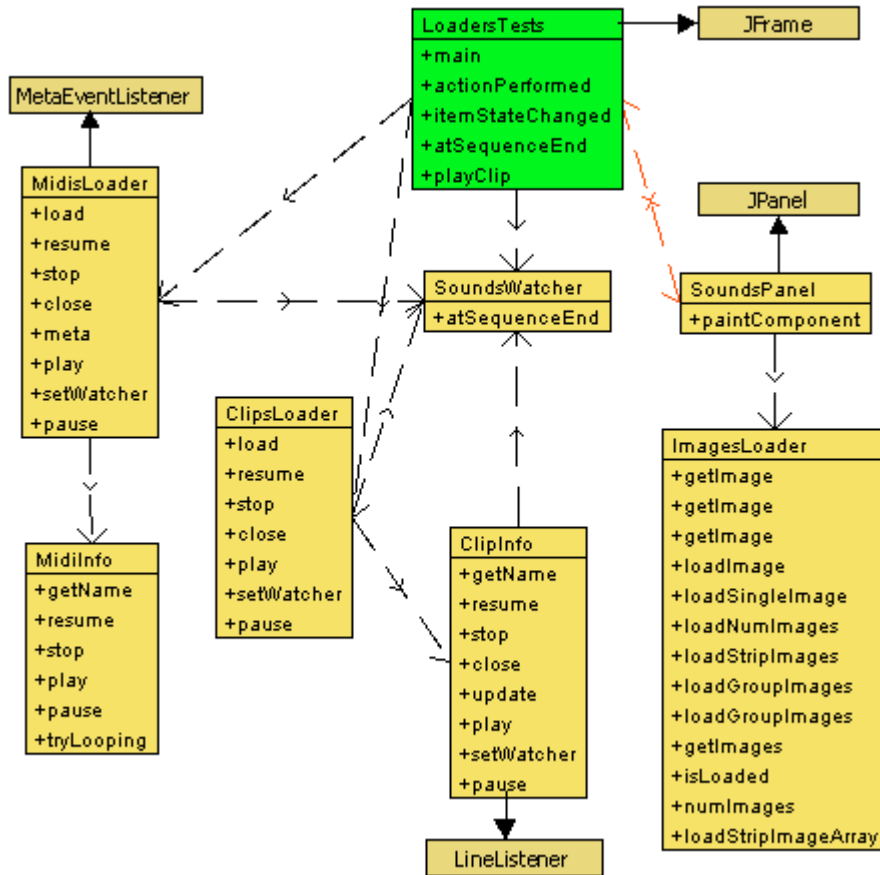 LoadersTests
+main
+actionPerformed
+itemStateChanged
+atSequenceEnd
+playClip
JFrame
MetaEventListener
MidisLoader
+load
+resume
+stop
+close
+meta
+play
+setWatcher
+pause
JPanel
SoundsWatcher
+atSequenceEnd
SoundsPanel
+paintComponent
ClipsLoader
+load
+resume
+stop
+close
+play
+setWatcher
+pause
ImagesLoader
+getImage
+getImage
+getImage
+loadImage
+loadSingleImage
+loadNumImages
+loadStripImages
+loadGroupImages
+loadGroupImages
+getImages
+isLoaded
+numImages
+loadStripImageArray
MidiInfo
+getName
+resume
+stop
+play
+pause
+tryLooping
ClipInfo
+getName
+resume
+stop
+close
+update
+play
+setWatcher
+pause
LineListener